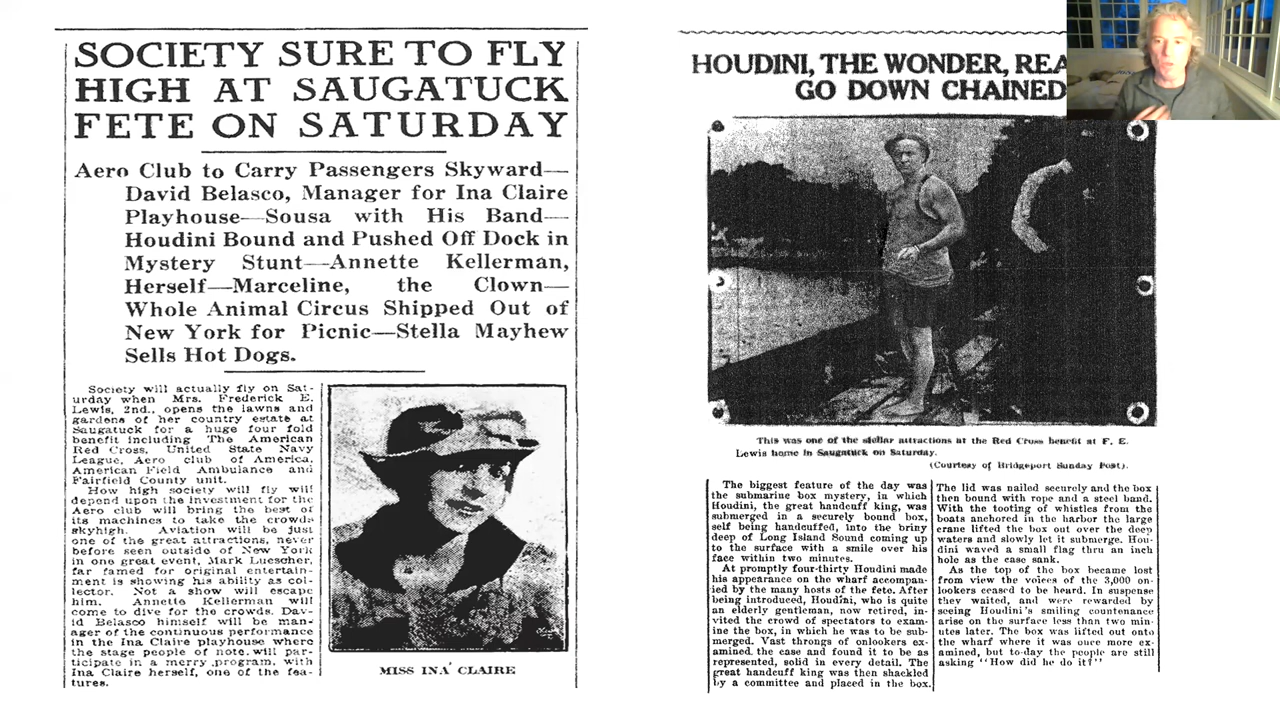 SOCIETY SURE TO FLY
HIGH AT SAUGATUCK
FETE ON SATURDAY
Aero Club to Carry Passengers Skyward—
David Belasco, Manager for Ina Claire
Playhouse—Sousa with His Band—
Houdini Bound and Pushed Off Dock in
Mystery Stunt—Annette Kellerman,
Herself—Marceline, the Clown—
Whole Animal Circus Shipped Out of
New York for Picnic—Stella Mayhew
Sells Hot Dogs.
Society will actually fly on Sat-
urday when Mrs. Frederick E.
Lewis, 2nd., opens the lawns and
gardens of her country estate at
Saugatuck for a huge four fold
benefit including The American
Red Cross, United State Navy
League, Aero club of America,
American Field Ambulance and
Fairfield County unit.
How high society will fly will
depend upon the investment for the
Aero club will bring the best of
its machines to take the crowds
skyhigh. Aviation will be just
one of the great attractions, never
before seen outside of New York
in one great event, Mark Luescher,
far famed for original entertain-
ment is showing his ability as col-
lector. Not a show will escape
him. Annette Kellerman will
come to dive for the crowds. Dav-
id Belasco himself will be man-
ager of the continuous performance
in the Ina Claire playhouse where
the stage people of note will par-
ticipate in a merry program, with
Ina Claire herself, one of the fea-
tures.
MISS INA CLAIRE
HOUDINI, THE WONDER,
GO DOWN CHAINED
This was one of the stellar attractions at the Red Cross benefit at F. E.
Lewis home in Saugatuck on Saturday.
(Courtesy of Bridgeport Sunday Post).
The biggest feature of the day was
the submarine box mystery, in which
Houdini, the great handcuff king, was
submerged in a securely bound box,
self being handcuffed, into the briny
deep of Long Island Sound coming up
to the surface with a smile over his
face within two minutes.
At promptly four-thirty Houdini made
his appearance on the wharf accompan-
ied by the many hosts of the fete. After
being introduced, Houdini, who is quite
an elderly gentleman, now retired, in-
vited the crowd of spectators to exam-
ine the box, in which he was to be sub-
merged. Vast throngs of onlookers ex-
amined the case and found it to be as
represented, solid in every detail. The
great handcuff king was then shackled
by a committee and placed in the box.
The lid was nailed securely and the box
then bound with rope and a steel band.
With the tooting of whistles from the
boats anchored in the harbor the large
crane lifted the box out over the deep
waters and slowly let it submerge. Hou-
dini waved a small flag thru an inch
hole as the case sank.
As the top of the box became lost
from view the voices of the 3,000 on-
lookers ceased to be heard. In suspense
they waited, and were rewarded by
seeing Houdini's smiling countenance
arise on the surface less than two min-
utes later. The box was lifted out onto
the wharf where it was once more ex-
amined, but to-day the people are still
asking "How did he do it?"